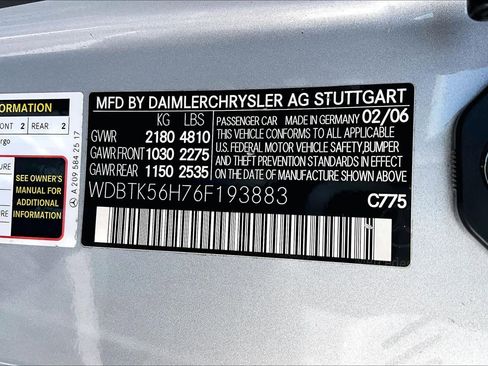 MFD BY DAIMLERCHRYSLER AG STUTTGART
KG LBS
GVWR 2180 4810
GAWR FRONT 1030 2275
GAWR REAR 1150 2535
PASSENGER CAR MADE IN GERMANY 02/06
THIS VEHICLE CONFORMS TO ALL APPLICABLE
U.S. FEDERAL MOTOR VEHICLE SAFETY, BUMPER
AND THEFT PREVENTION STANDARDS IN EFFECT
ON THE DATE OF MANUFACTURE SHOWN ABOVE.
WDBTK56H76F193883
C775
FRONT 2 REAR 2
SEE OWNER'S
MANUAL FOR
ADDITIONAL
INFORMATION
A 209 584 25 17